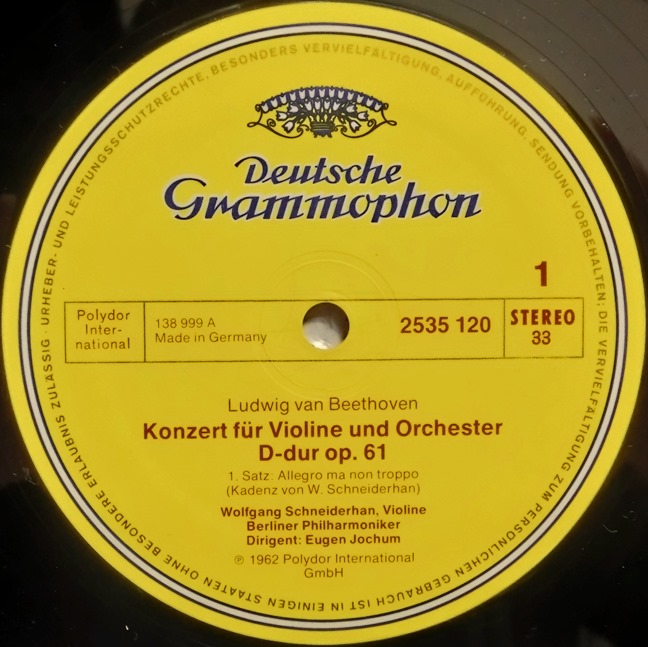 Deutsche
Grammophon
1
Polydor
Inter-
national
138 999 A
Made in Germany
2535 120
STEREO
33
Ludwig van Beethoven
Konzert für Violine und Orchester
D-dur op. 61
1. Satz: Allegro ma non troppo
(Kadenz von W. Schneiderhan)
Wolfgang Schneiderhan, Violine
Berliner Philharmoniker
Dirigent: Eugen Jochum
℗ 1962 Polydor International
GmbH
URHEBER- UND LEISTUNGSSCHUTZRECHTE, BESONDERS VERVIELFÄLTIGUNG, AUFFÜHRUNG, SENDUNG VORBEHALTEN; DIE VERVIELFÄLTIGUNG ZUM PERSÖNLICHEN GEBRAUCH IST IN EINIGEN STAATEN OHNE BESONDERE ERLAUBNIS ZULÄSSIG ·